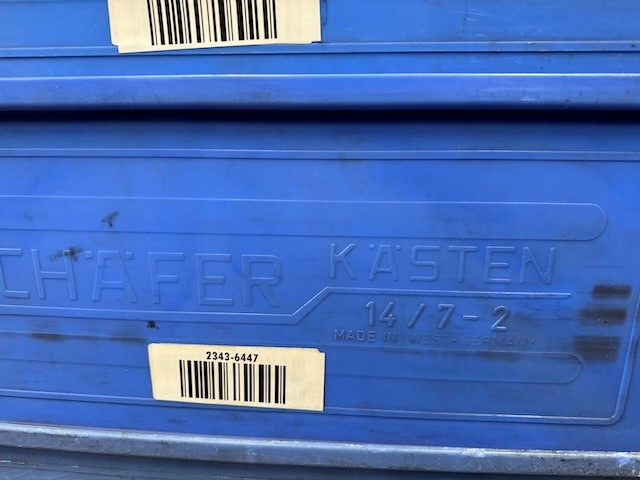 CHÄFER KÄSTEN
14/7-2
MADE IN WEST-GERMANY
2343-6447